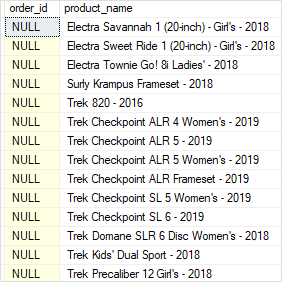 order_id product_name
NULL Electra Savannah 1 (20-inch) - Girl's - 2018
NULL Electra Sweet Ride 1 (20-inch) - Girl's - 2018
NULL Electra Townie Go! 8i Ladies' - 2018
NULL Surly Krampus Frameset - 2018
NULL Trek 820 - 2016
NULL Trek Checkpoint ALR 4 Women's - 2019
NULL Trek Checkpoint ALR 5 - 2019
NULL Trek Checkpoint ALR 5 Women's - 2019
NULL Trek Checkpoint ALR Frameset - 2019
NULL Trek Checkpoint SL 5 Women's - 2019
NULL Trek Checkpoint SL 6 - 2019
NULL Trek Domane SLR 6 Disc Women's - 2018
NULL Trek Kids' Dual Sport - 2018
NULL Trek Precaliber 12 Girl's - 2018